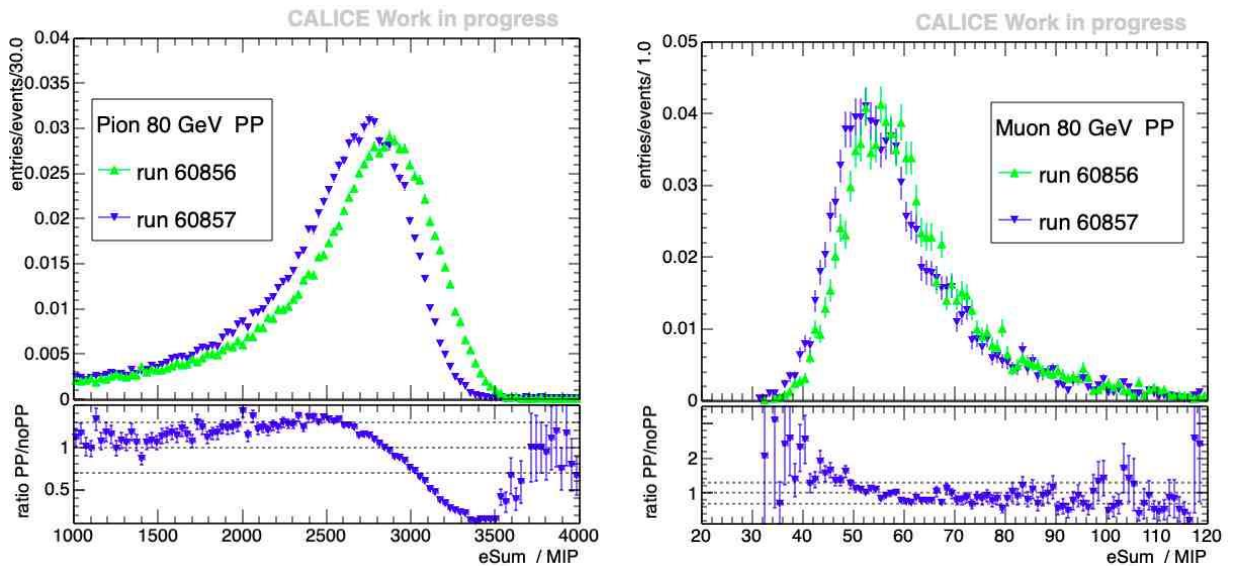 CALICE Work in progress
entries/events/30.0
0.04
0.035
0.03
0.025
0.02
0.015
0.01
0.005
0
Pion 80 GeV PP
run 60856
run 60857
ratio PP/noPP
1
0.5
1000
1500
2000
2500
3000
3500
4000
eSum / MIP
CALICE Work in progress
entries/events/ 1.0
0.05
0.04
0.03
0.02
0.01
0
Muon 80 GeV PP
run 60856
run 60857
ratio PP/noPP
2
1
20
30
40
50
60
70
80
90
100
110
120
eSum / MIP